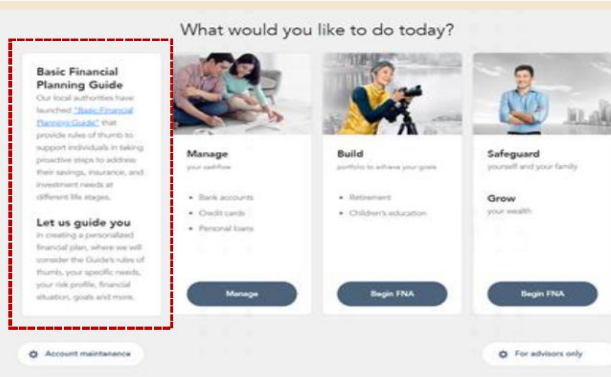 What would you like to do today?
Basic Financial
Planning Guide
Our local authorities have
launched "Basic Financial
Planning Guide" that
provide rules of thumb to
support individuals in taking
proactive steps to address
their savings, insurance, and
investment needs at
different life stages.
Let us guide you
in creating a personalized
financial plan, where we will
consider the Guide's rules of
thumb, your specific needs,
your risk profile, financial
situation, goals and more.
Manage
your cashflow
• Bank accounts
• Credit cards
• Personal loans
Manage
Build
portfolio to achieve your goals
• Retirement
• Children's education
Begin FNA
Safeguard
yourself and your family
Grow
your wealth
Begin FNA
Account maintenance
For advisors only